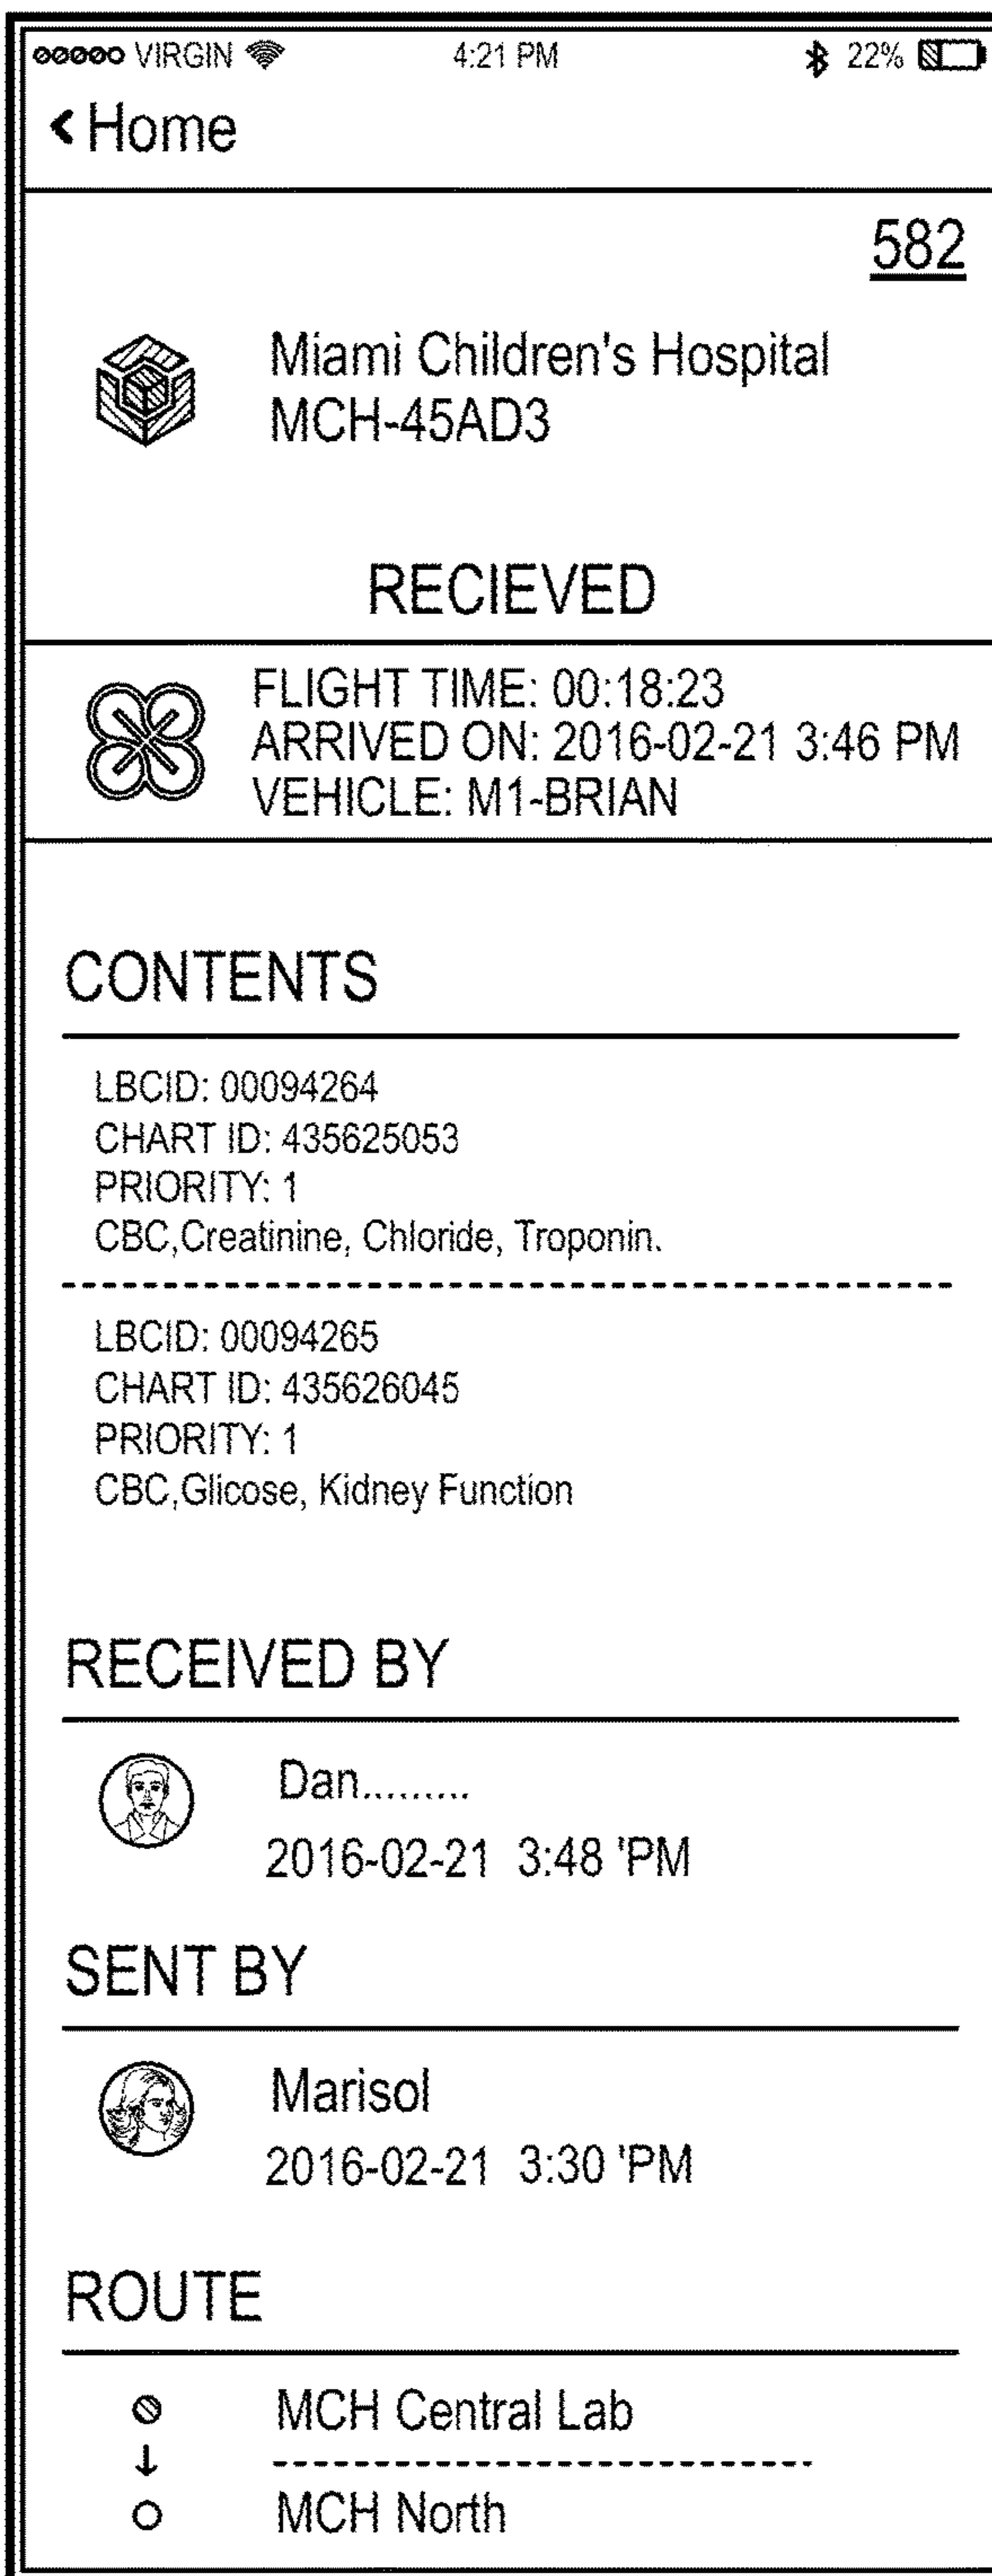 VIRGIN 4:21 PM 22%
< Home
582
Miami Children's Hospital
MCH-45AD3
RECIEVED
FLIGHT TIME: 00:18:23
ARRIVED ON: 2016-02-21 3:46 PM
VEHICLE: M1-BRIAN
CONTENTS
LBCID: 00094264
CHART ID: 435625053
PRIORITY: 1
CBC,Creatinine, Chloride, Troponin.
LBCID: 00094265
CHART ID: 435626045
PRIORITY: 1
CBC,Glicose, Kidney Function
RECEIVED BY
Dan.........
2016-02-21 3:48 'PM
SENT BY
Marisol
2016-02-21 3:30 'PM
ROUTE
MCH Central Lab
MCH North